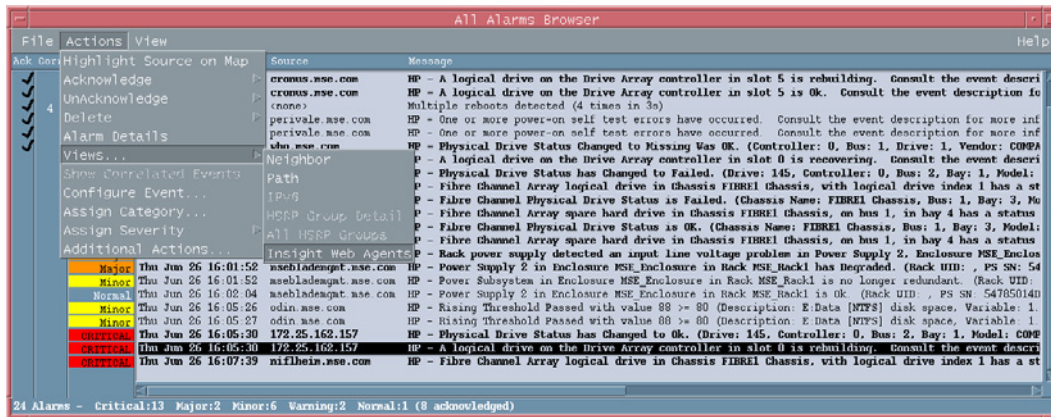 All Alarms Browser
File Actions View Help
Ack Cor Source Message
Highlight Source on Map
Acknowledge
UnAcknowledge
Delete
Alarm Details
Views...
Show Correlated Events
Configure Event...
Assign Category...
Assign Severity
Additional Actions...
Neighbor
Path
IPv6
HSRP Group Detail
All HSRP Groups
Insight Web Agents
cronus.mse.com HP - A logical drive on the Drive Array controller in slot 5 is rebuilding. Consult the event descri
cronus.mse.com HP - A logical drive on the Drive Array controller in slot 5 is Ok. Consult the event description fo
4 <none> Multiple reboots detected (4 times in 3s)
perivale.mse.com HP - One or more power-on self test errors have occurred. Consult the event description for more inf
perivale.mse.com HP - One or more power-on self test errors have occurred. Consult the event description for more inf
who.mse.com HP - Physical Drive Status Changed to Missing Was OK. (Controller: 0, Bus: 1, Drive: 1, Vendor: COMPA
P - A logical drive on the Drive Array controller in slot 0 is recovering. Consult the event descri
P - Physical Drive Status has Changed to Failed. (Drive: 145, Controller: 0, Bus: 2, Bay: 1, Model:
P - Fibre Channel Array logical drive in Chassis FIBRE1 Chassis, with logical drive index 1 has a st
P - Fibre Channel Physical Drive Status is Failed. (Chassis Name: FIBRE1 Chassis, Bus: 1, Bay: 3, Mo
P - Fibre Channel Array spare hard drive in Chassis FIBRE1 Chassis, on bus 1, in bay 4 has a status
P - Fibre Channel Physical Drive Status is OK. (Chassis Name: FIBRE1 Chassis, Bus: 1, Bay: 3, Model:
P - Fibre Channel Array spare hard drive in Chassis FIBRE1 Chassis, on bus 1, in bay 4 has a status
P - Rack power supply detected an input line voltage problem in Power Supply 2, Enclosure MSE_Enclos
Major Thu Jun 26 16:01:52 msebladem​gmt.mse.com HP - Power Supply 2 in Enclosure MSE_Enclosure in Rack MSE_Rack1 has Degraded. (Rack UID: , PS SN: 54
Minor Thu Jun 26 16:01:52 mseblademgmt.mse.com HP - Power Subsystem in Enclosure MSE_Enclosure in Rack MSE_Rack1 is no longer redundant. (Rack UID:
Normal Thu Jun 26 16:02:04 mseblademgmt.mse.com HP - Power Supply 2 in Enclosure MSE_Enclosure in Rack MSE_Rack1 is Ok. (Rack UID: , PS SN: 54785014D
Minor Thu Jun 26 16:05:26 odin.mse.com HP - Rising Threshold Passed with value 88 >= 80 (Description: E:Data [NTFS] disk space, Variable: 1.
Minor Thu Jun 26 16:05:27 odin.mse.com HP - Rising Threshold Passed with value 88 >= 80 (Description: E:Data [NTFS] disk space, Variable: 1.
CRITICAL Thu Jun 26 16:05:30 172.25.162.157 HP - Physical Drive Status has Changed to Ok. (Drive: 145, Controller: 0, Bus: 2, Bay: 1, Model: COMP
CRITICAL Thu Jun 26 16:05:30 172.25.162.157 HP - A logical drive on the Drive Array controller in slot 0 is rebuilding. Consult the event descri
CRITICAL Thu Jun 26 16:07:39 niflheim.mse.com HP - Fibre Channel Array logical drive in Chassis FIBRE1 Chassis, with logical drive index 1 has a st
24 Alarms - Critical:13 Major:2 Minor:6 Warning:2 Normal:1 (8 acknowledged)